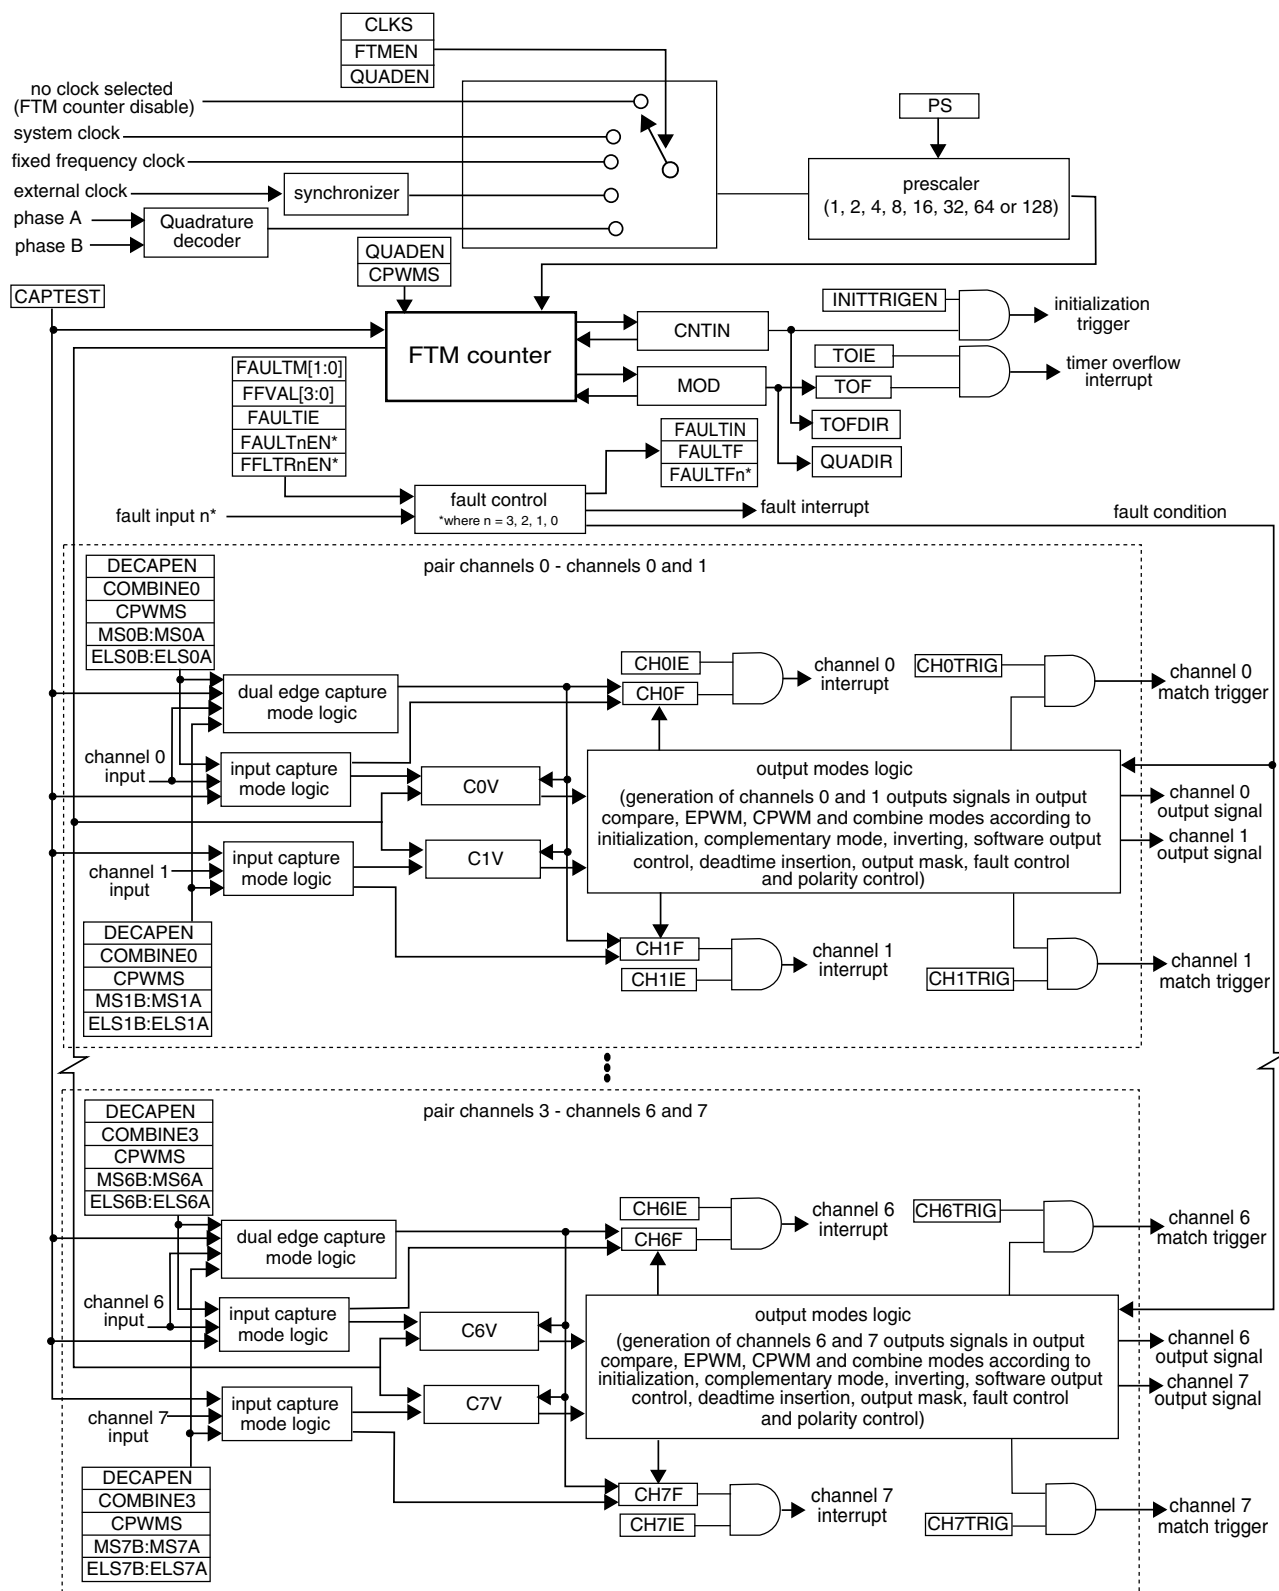 CLKS
FTMEN
QUADEN
no clock selected
(FTM counter disable)
system clock
fixed frequency clock
external clock
synchronizer
phase A
phase B
Quadrature
decoder
PS
prescaler
(1, 2, 4, 8, 16, 32, 64 or 128)
QUADEN
CPWMS
CAPTEST
FTM counter
CNTIN
MOD
INITTRIGEN
initialization
trigger
TOIE
TOF
timer overflow
interrupt
TOFDIR
QUADIR
FAULTM[1:0]
FFVAL[3:0]
FAULTIE
FAULTnEN*
FFLTRnEN*
FAULTIN
FAULTF
FAULTFn*
fault input n*
fault control
*where n = 3, 2, 1, 0
fault interrupt
fault condition
pair channels 0 - channels 0 and 1
DECAPEN
COMBINE0
CPWMS
MS0B:MS0A
ELS0B:ELS0A
dual edge capture
mode logic
channel 0
input
input capture
mode logic
channel 1
input
input capture
mode logic
C0V
C1V
CH0IE
CH0F
channel 0
interrupt
CH0TRIG
channel 0
match trigger
output modes logic
(generation of channels 0 and 1 outputs signals in output
compare, EPWM, CPWM and combine modes according to
initialization, complementary mode, inverting, software output
control, deadtime insertion, output mask, fault control
and polarity control)
channel 0
output signal
channel 1
output signal
DECAPEN
COMBINE0
CPWMS
MS1B:MS1A
ELS1B:ELS1A
CH1F
CH1IE
channel 1
interrupt
CH1TRIG
channel 1
match trigger
pair channels 3 - channels 6 and 7
DECAPEN
COMBINE3
CPWMS
MS6B:MS6A
ELS6B:ELS6A
dual edge capture
mode logic
channel 6
input
input capture
mode logic
channel 7
input
input capture
mode logic
C6V
C7V
CH6IE
CH6F
channel 6
interrupt
CH6TRIG
channel 6
match trigger
output modes logic
(generation of channels 6 and 7 outputs signals in output
compare, EPWM, CPWM and combine modes according to
initialization, complementary mode, inverting, software output
control, deadtime insertion, output mask, fault control
and polarity control)
channel 6
output signal
channel 7
output signal
DECAPEN
COMBINE3
CPWMS
MS7B:MS7A
ELS7B:ELS7A
CH7F
CH7IE
channel 7
interrupt
CH7TRIG
channel 7
match trigger